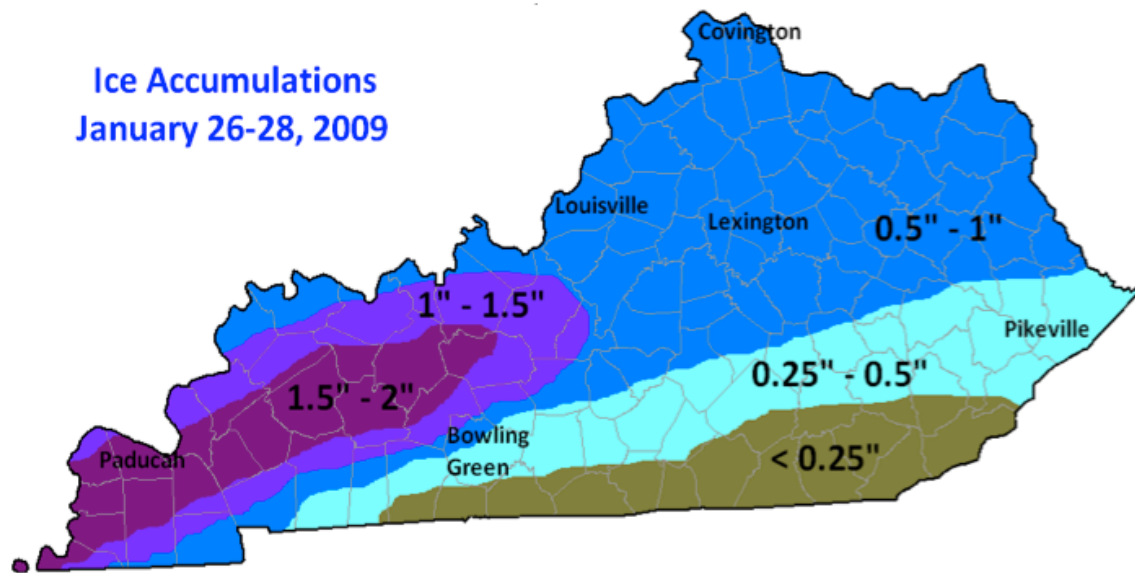 Ice Accumulations
January 26-28, 2009
Covington
Louisville
Lexington
0.5" - 1"
1" - 1.5"
Pikeville
0.25" - 0.5"
1.5" - 2"
Bowling
Green
Paducah
< 0.25"